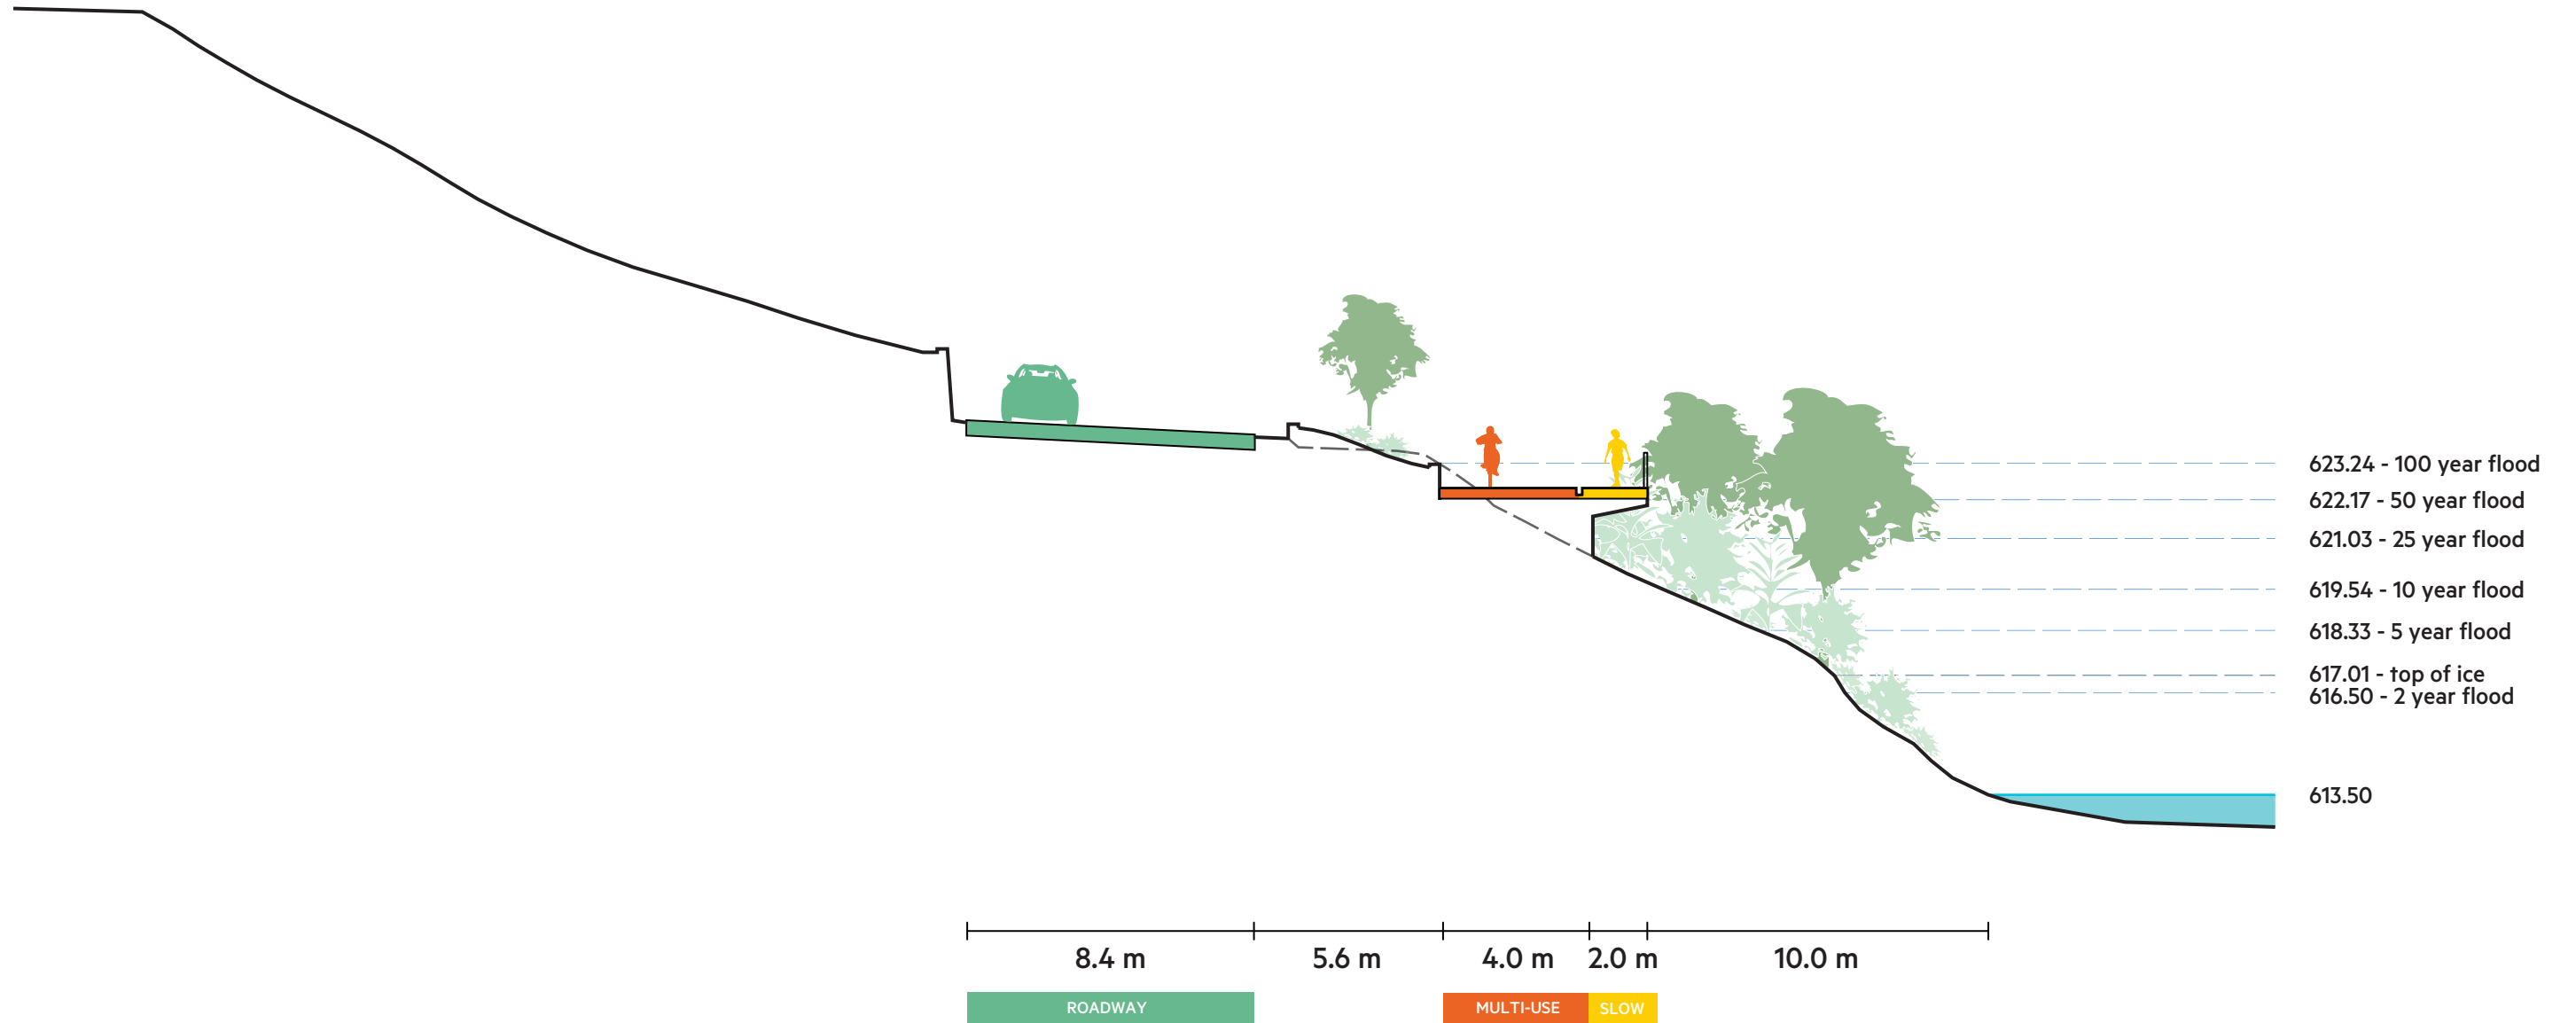 623.24 - 100 year flood
622.17 - 50 year flood
621.03 - 25 year flood
619.54 - 10 year flood
618.33 - 5 year flood
617.01 - top of ice
616.50 - 2 year flood
613.50
8.4 m 5.6 m 4.0 m 2.0 m 10.0 m
ROADWAY MULTI-USE SLOW